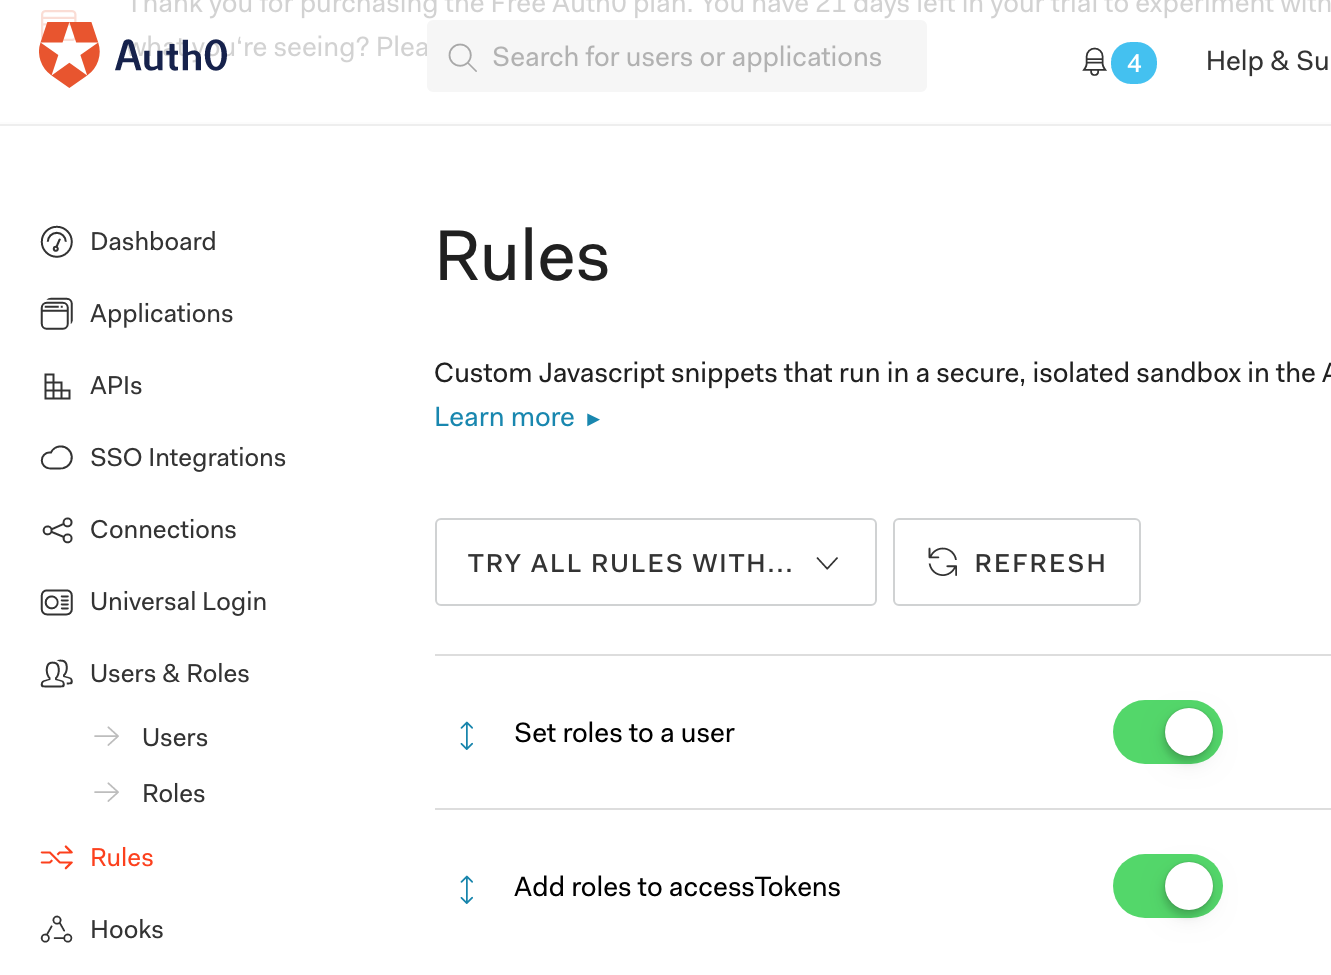 Thank you for purchasing the Free Auth0 plan. You have 21 days left in your trial to experiment with
what you're seeing? Plea
Auth0
Search for users or applications
4
Help & Su
Dashboard
Applications
APIs
SSO Integrations
Connections
Universal Login
Users & Roles
Users
Roles
Rules
Hooks
Rules
Custom Javascript snippets that run in a secure, isolated sandbox in the A
Learn more ▸
TRY ALL RULES WITH...
REFRESH
Set roles to a user
Add roles to accessTokens